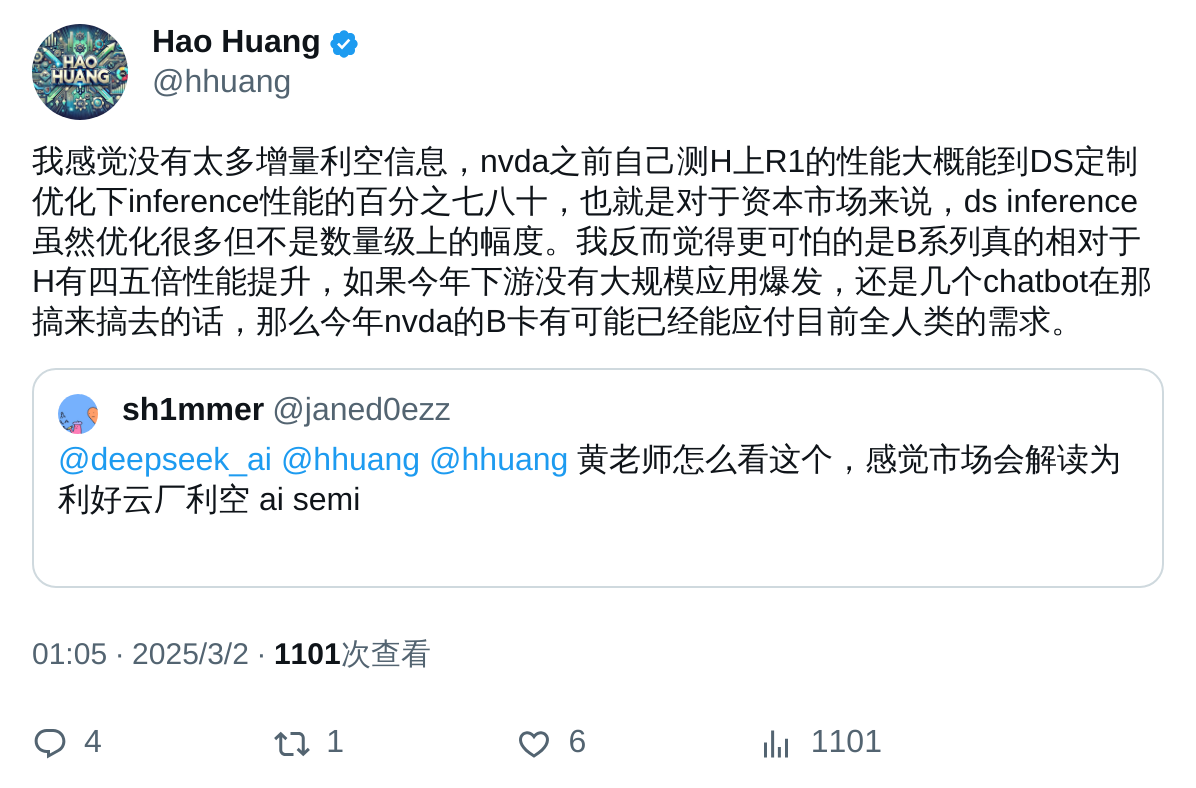 HAO
HUANG
Hao Huang
@hhuang
我感觉没有太多增量利空信息，nvda之前自己测H上R1的性能大概能到DS定制
优化下inference性能的百分之七八十，也就是对于资本市场来说，ds inference
虽然优化很多但不是数量级上的幅度。我反而觉得更可怕的是B系列真的相对于
H有四五倍性能提升，如果今年下游没有大规模应用爆发，还是几个chatbot在那
搞来搞去的话，那么今年nvda的B卡有可能已经能应付目前全人类的需求。
sh1mmer @janed0ezz
@deepseek_ai @hhuang @hhuang 黄老师怎么看这个，感觉市场会解读为
利好云厂利空 ai semi
01:05 · 2025/3/2 · 1101次查看
4 1 6 1101